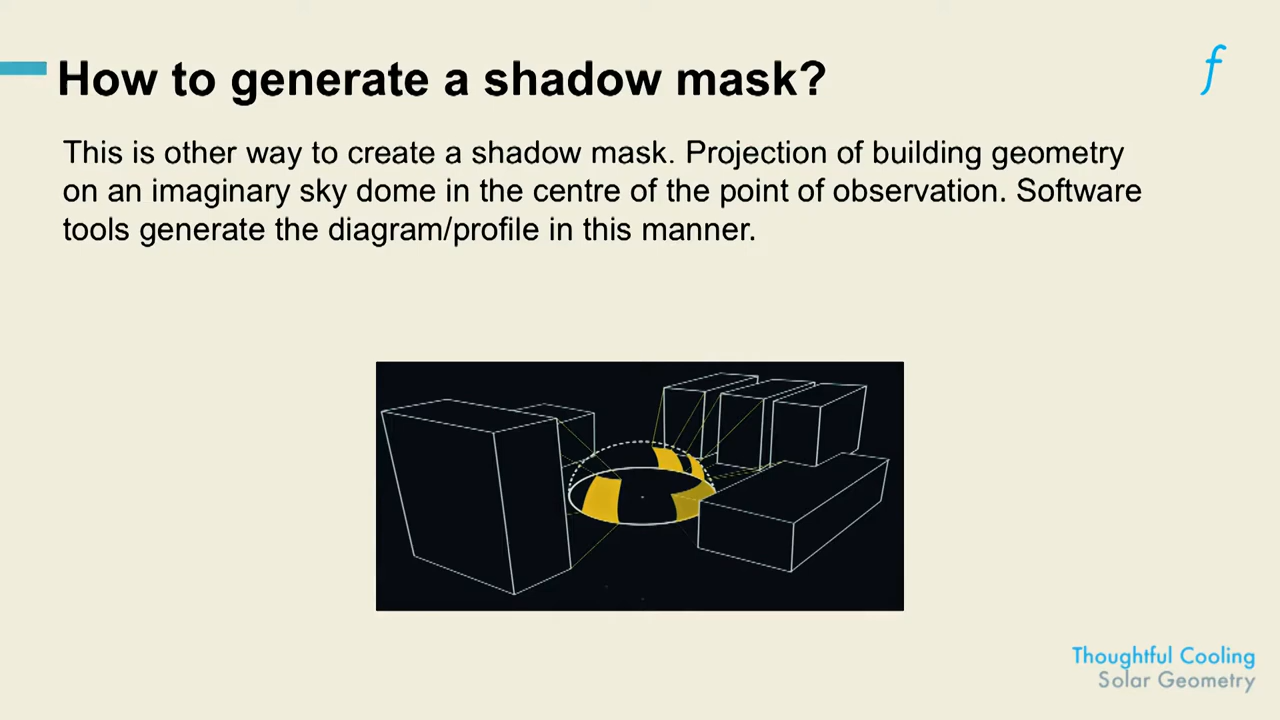 How to generate a shadow mask?
f
This is other way to create a shadow mask. Projection of building geometry
on an imaginary sky dome in the centre of the point of observation. Software
tools generate the diagram/profile in this manner.
Thoughtful Cooling
Solar Geometry